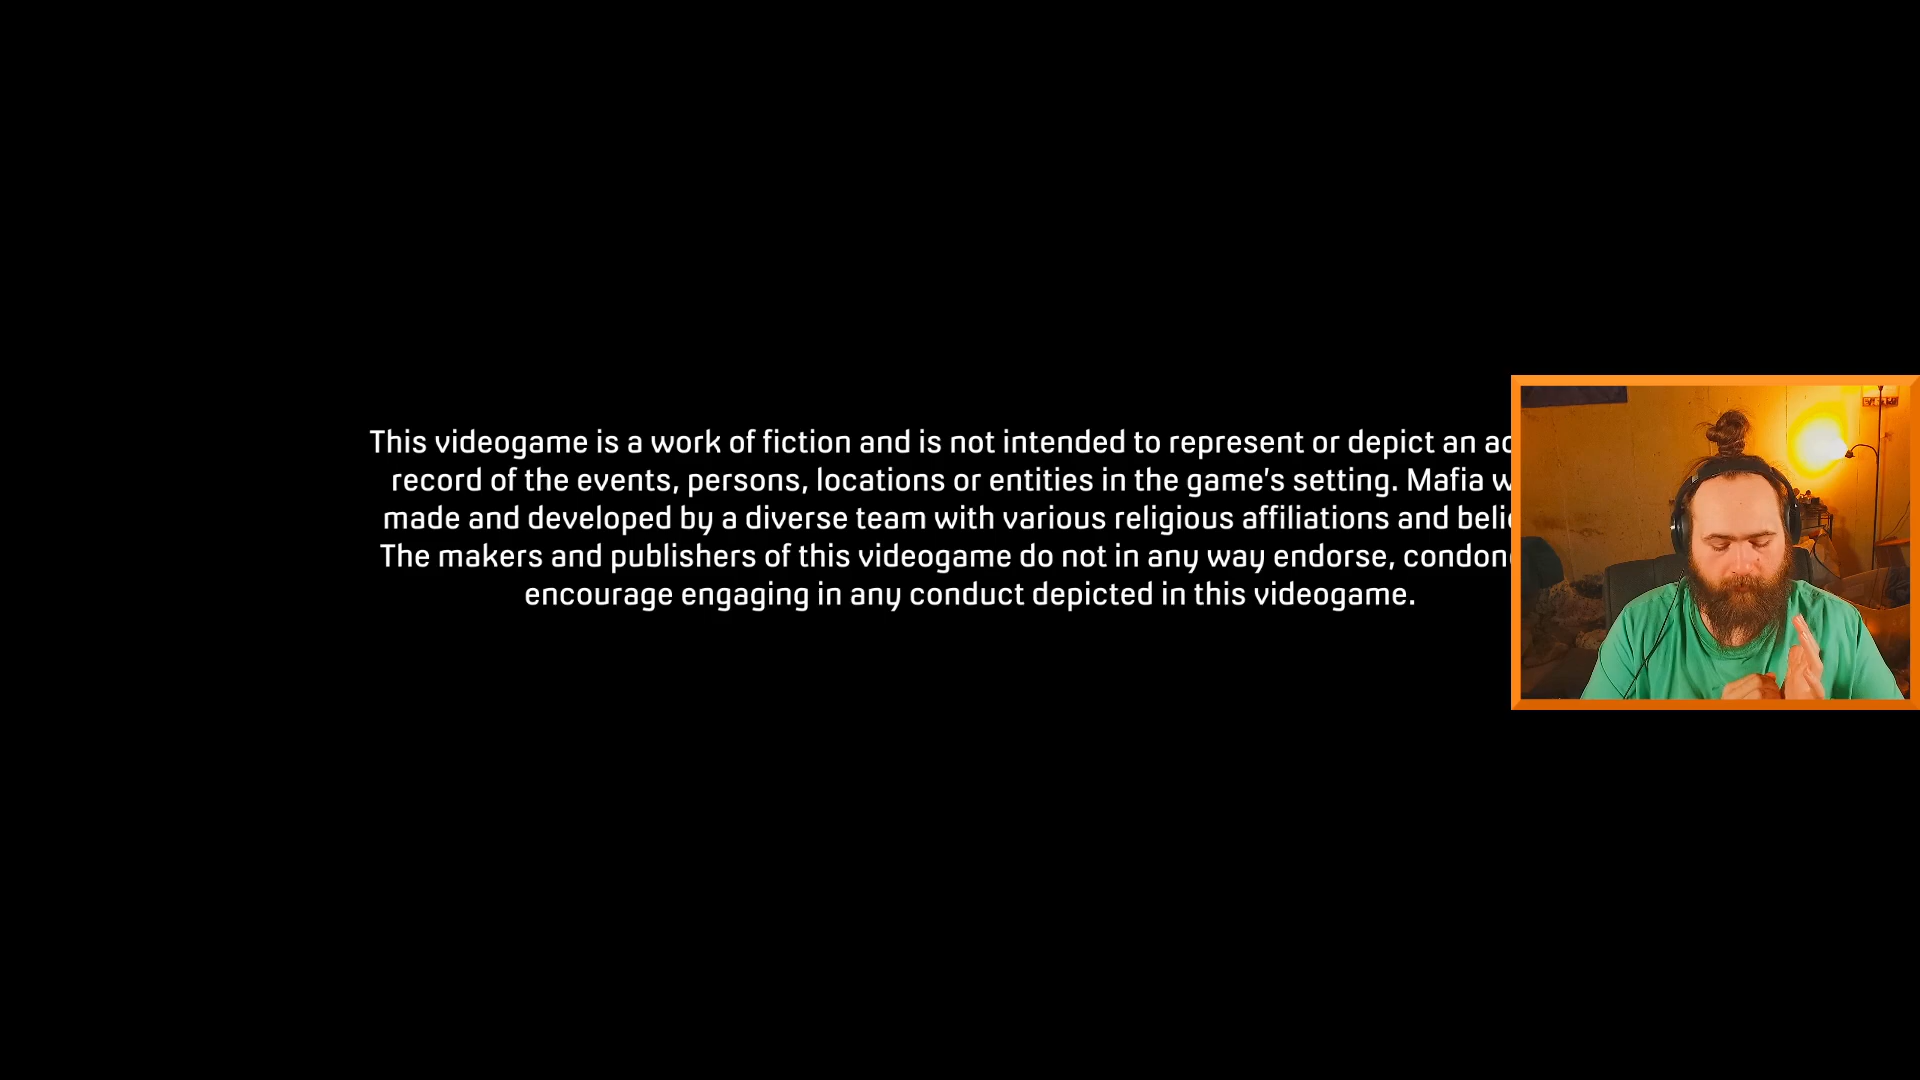 This videogame is a work of fiction and is not intended to represent or depict an
record of the events, persons, locations or entities in the game's setting. Mafia
made and developed by a diverse team with various religious affiliations and
The makers and publishers of this videogame do not in any way endorse,
encourage engaging in any conduct depicted in this videogame.